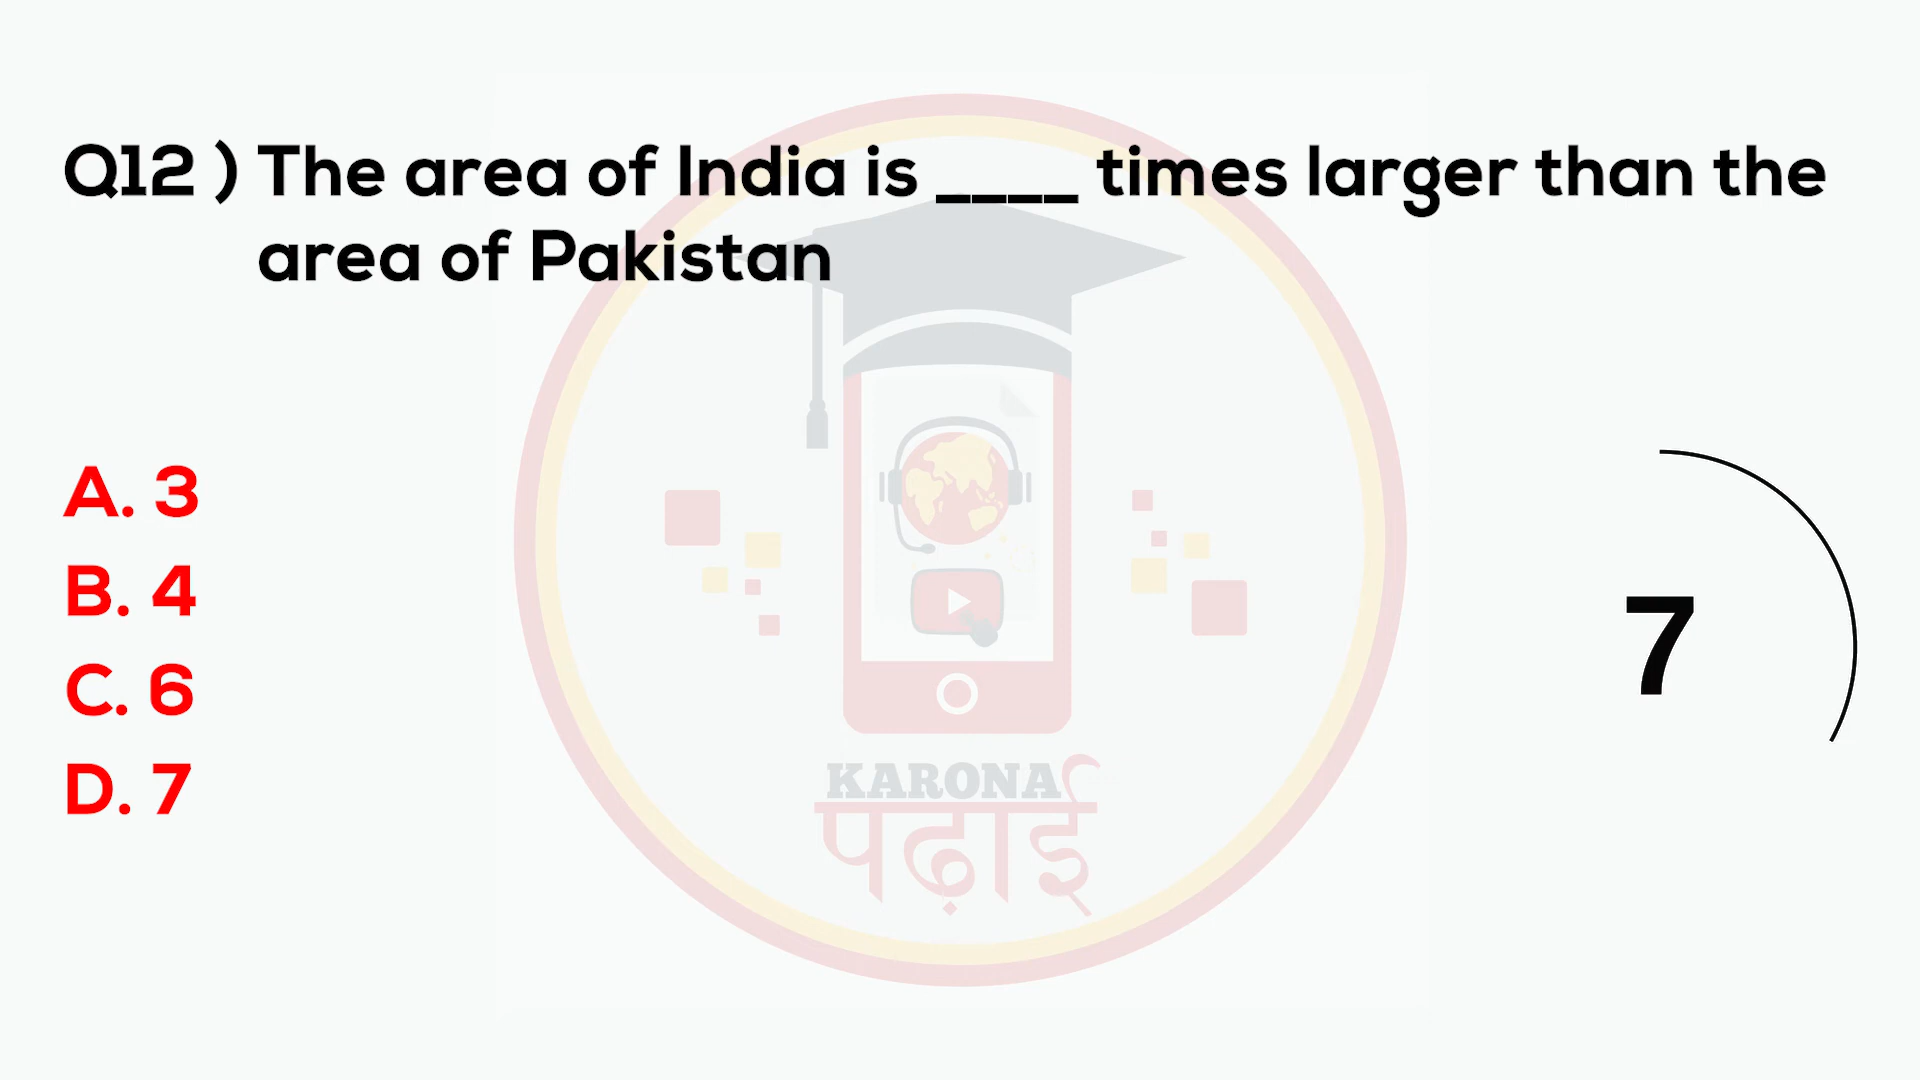 Q12 ) The area of India is ____ times larger than the
area of Pakistan
A. 3
B. 4
C. 6
D. 7
7
KARONA
पढ़ाई